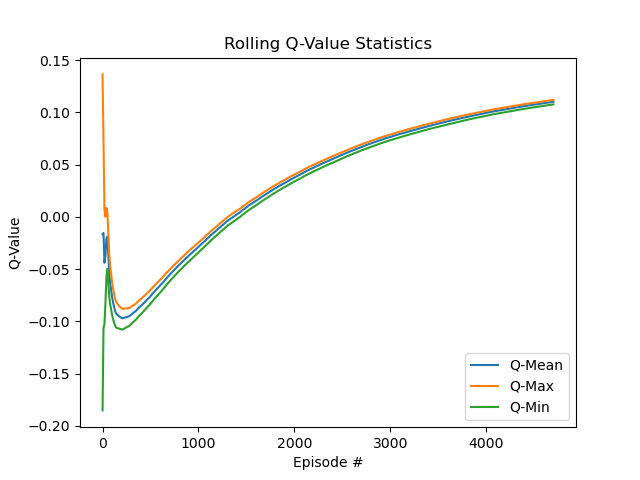 Rolling Q-Value Statistics
0.15
0.10
0.05
0.00
−0.05
−0.10
−0.15
−0.20
Q-Value
0 1000 2000 3000 4000
Episode #
Q-Mean
Q-Max
Q-Min